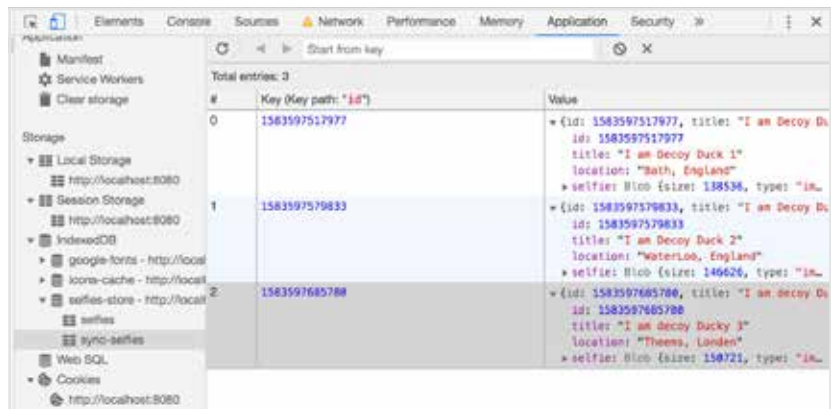 Elements Console Sources Network Performance Memory Application Security »
Application
Manifest
Service Workers
Clear storage
Storage
Local Storage
http://localhost:8080
Session Storage
http://localhost:8080
IndexedDB
google-fonts - http://local
icons-cache - http://locall
selfies-store - http://localh
selfies
sync-selfies
Web SQL
Cookies
http://localhost:8080
Start from key
Total entries: 3
# Key (Key path: "id") Value
0 1583597517977 {id: 1583597517977, title: "I am Decoy Du
id: 1583597517977
title: "I am Decoy Duck 1"
location: "Bath, England"
selfie: Blob {size: 138536, type: "im…
1 1583597579833 {id: 1583597579833, title: "I am Decoy Du
id: 1583597579833
title: "I am Decoy Duck 2"
location: "WaterLoo, England"
selfie: Blob {size: 146626, type: "im…
2 1583597685780 {id: 1583597685780, title: "I am decoy Du
id: 1583597685780
title: "I am decoy Ducky 3"
location: "Theems, Londen"
selfie: Blob {size: 150721, type: "im…